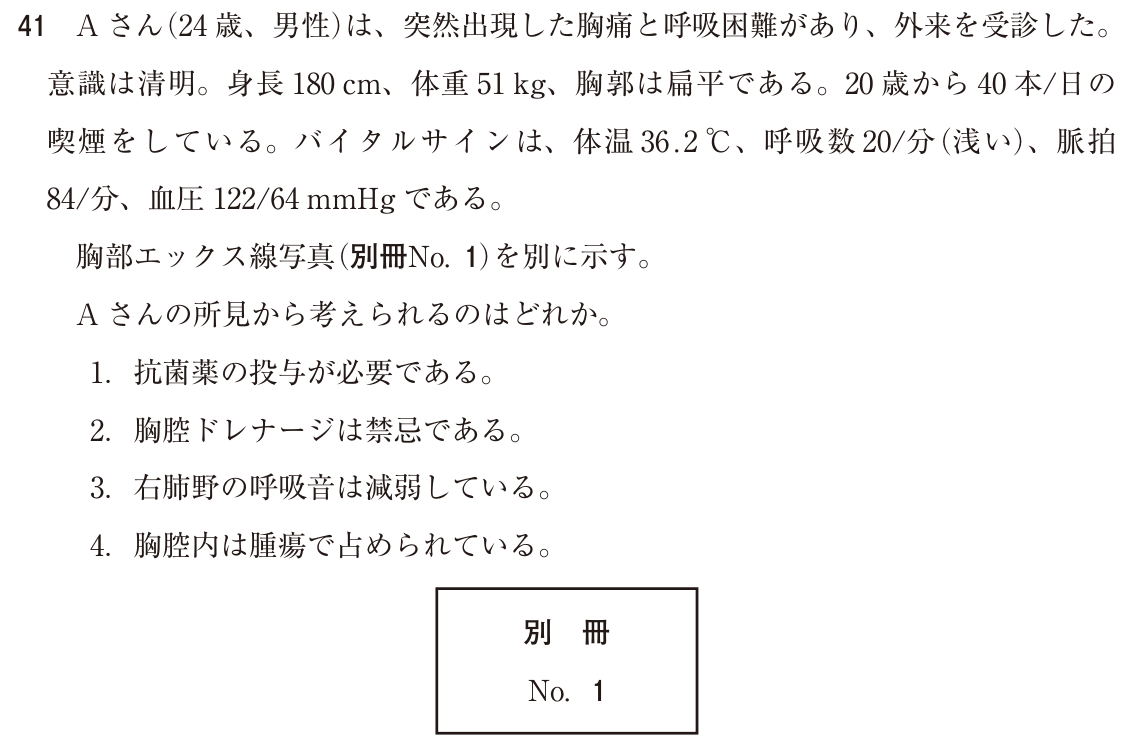 41 Aさん(24歳、男性)は、突然出現した胸痛と呼吸困難があり、外来を受診した。
意識は清明。身長180 cm、体重51 kg、胸郭は扁平である。20歳から40本/日の
喫煙をしている。バイタルサインは、体温36.2℃、呼吸数20/分(浅い)、脈拍
84/分、血圧122/64 mmHgである。
胸部エックス線写真(別冊No. 1)を別に示す。
Aさんの所見から考えられるのはどれか。
1. 抗菌薬の投与が必要である。
2. 胸腔ドレナージは禁忌である。
3. 右肺野の呼吸音は減弱している。
4. 胸腔内は腫瘍で占められている。
別 冊
No. 1